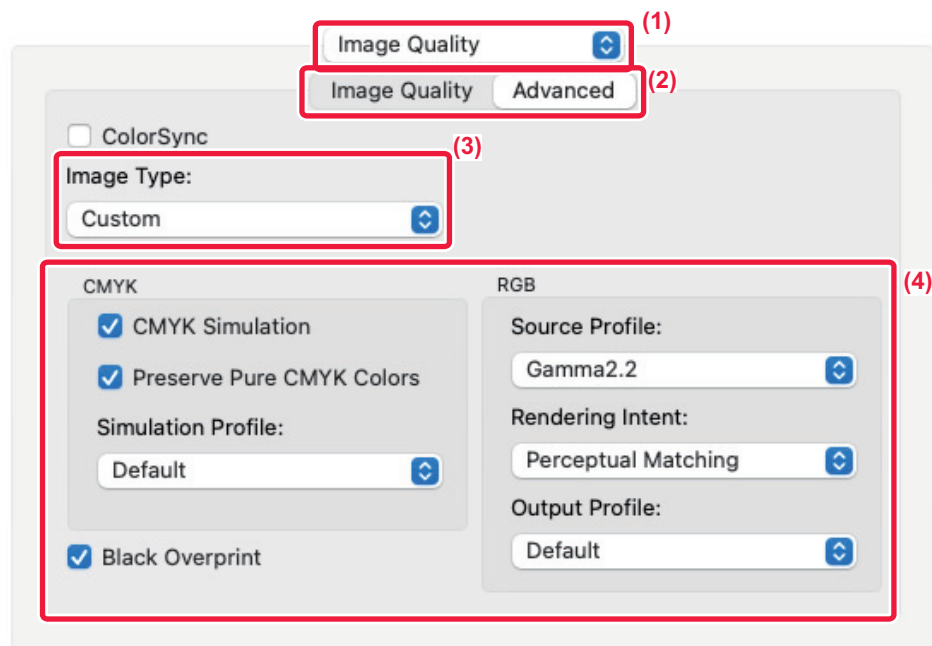 Image Quality
(1)
Image Quality
Advanced
(2)
ColorSync
(3)
Image Type:
Custom
(4)
CMYK
CMYK Simulation
Preserve Pure CMYK Colors
Simulation Profile:
Default
Black Overprint
RGB
Source Profile:
Gamma2.2
Rendering Intent:
Perceptual Matching
Output Profile:
Default